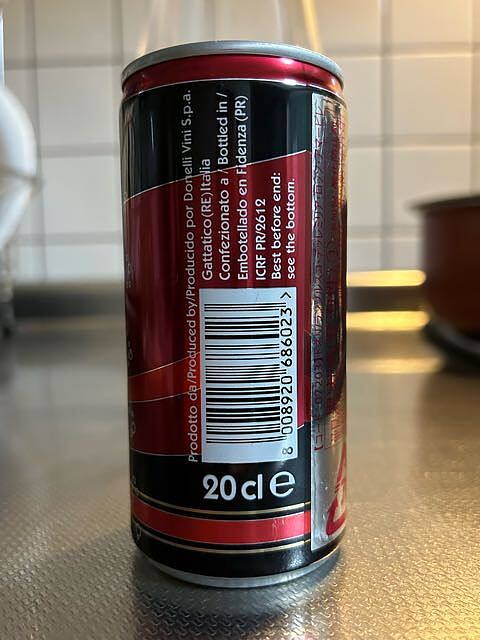 Prodotto da/Produced by/Producido por Donelli Vini S.p.a.
Gattatico (RE) Italia
Confezionato a / Bottled in /
Embotellado en Fidenza (PR)
ICRF PR/2612
Best before end:
see the bottom.
8 008920 686023 >
20 cl e